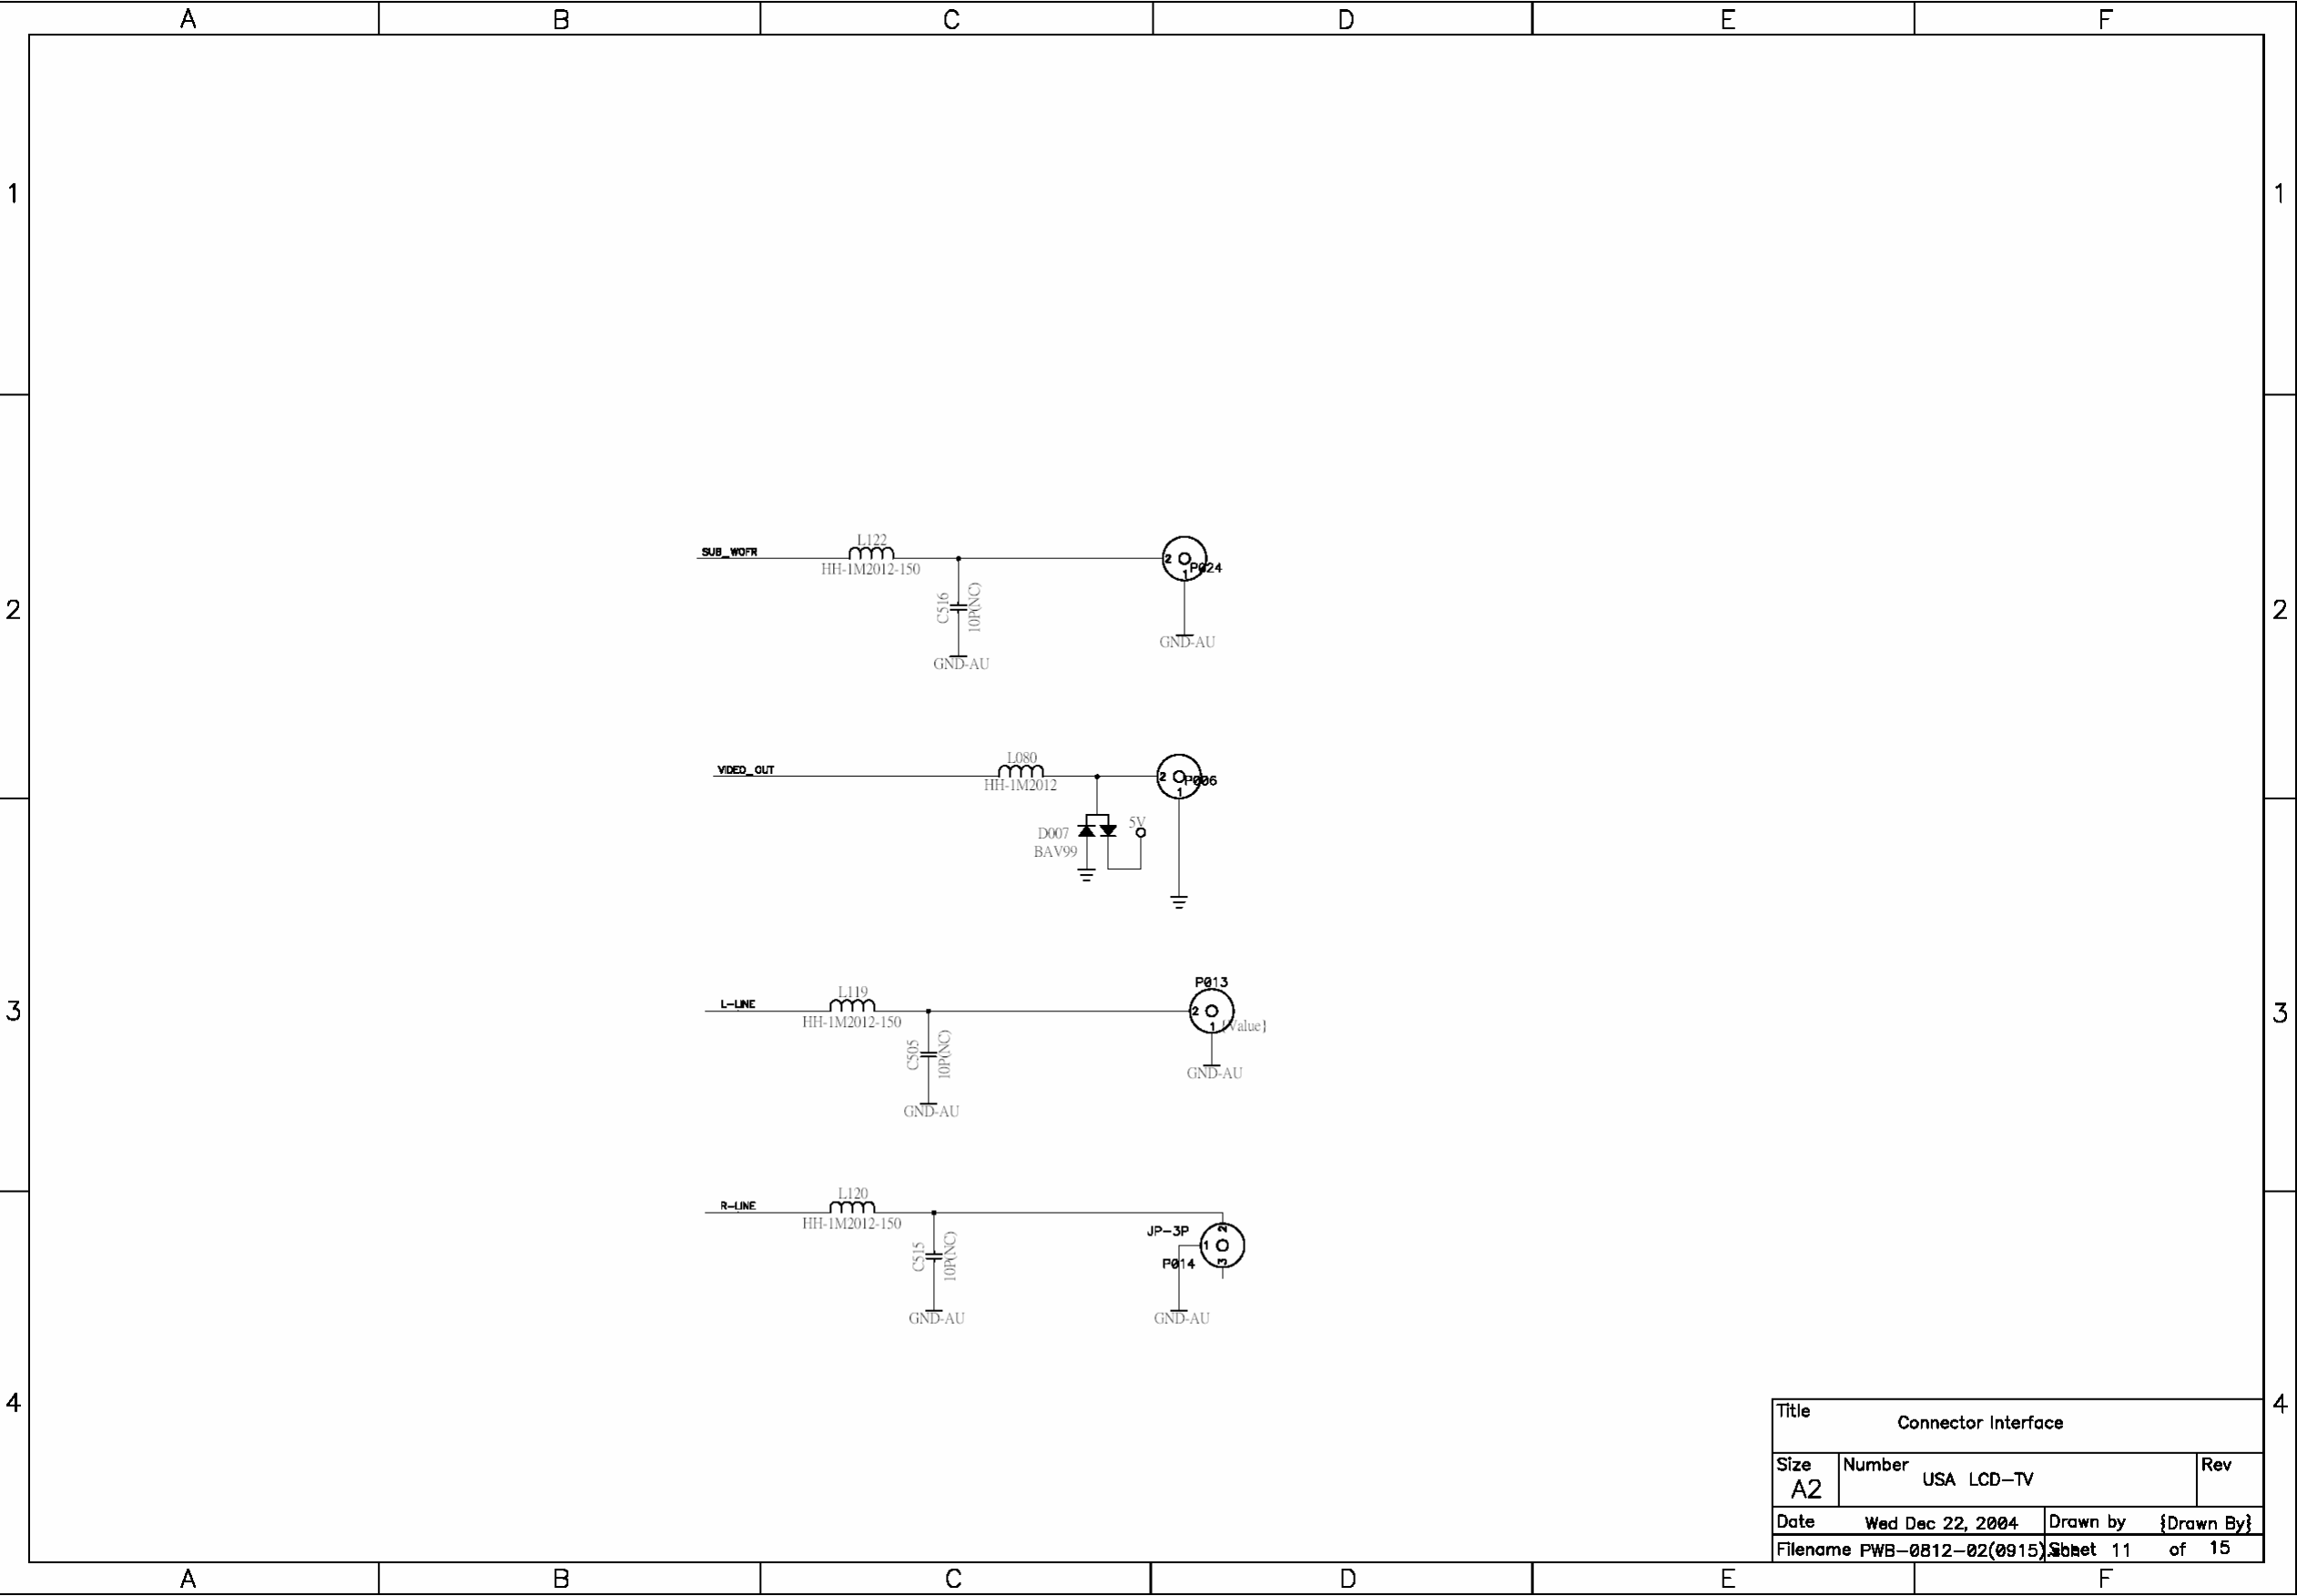 A B C D E F
1 1
SUB_WOFR
L122
HH-1M2012-150
2 1 P024
C516
10P(NC)
GND-AU
GND-AU
2 2
VIDEO_OUT
L080
HH-1M2012
2 1 P006
D007
BAV99
5V
L-LINE
L119
HH-1M2012-150
P013
2 1 {Value}
C505
10P(NC)
GND-AU
GND-AU
3 3
R-LINE
L120
HH-1M2012-150
JP-3P
2 1 3
P014
C515
10P(NC)
GND-AU
GND-AU
4 4
Title
Connector Interface
Size
A2
Number
USA LCD-TV
Rev
Date Wed Dec 22, 2004
Drawn by {Drawn By}
Filename PWB-0812-02(0915)
Sheet 11 of 15
A B C D E F